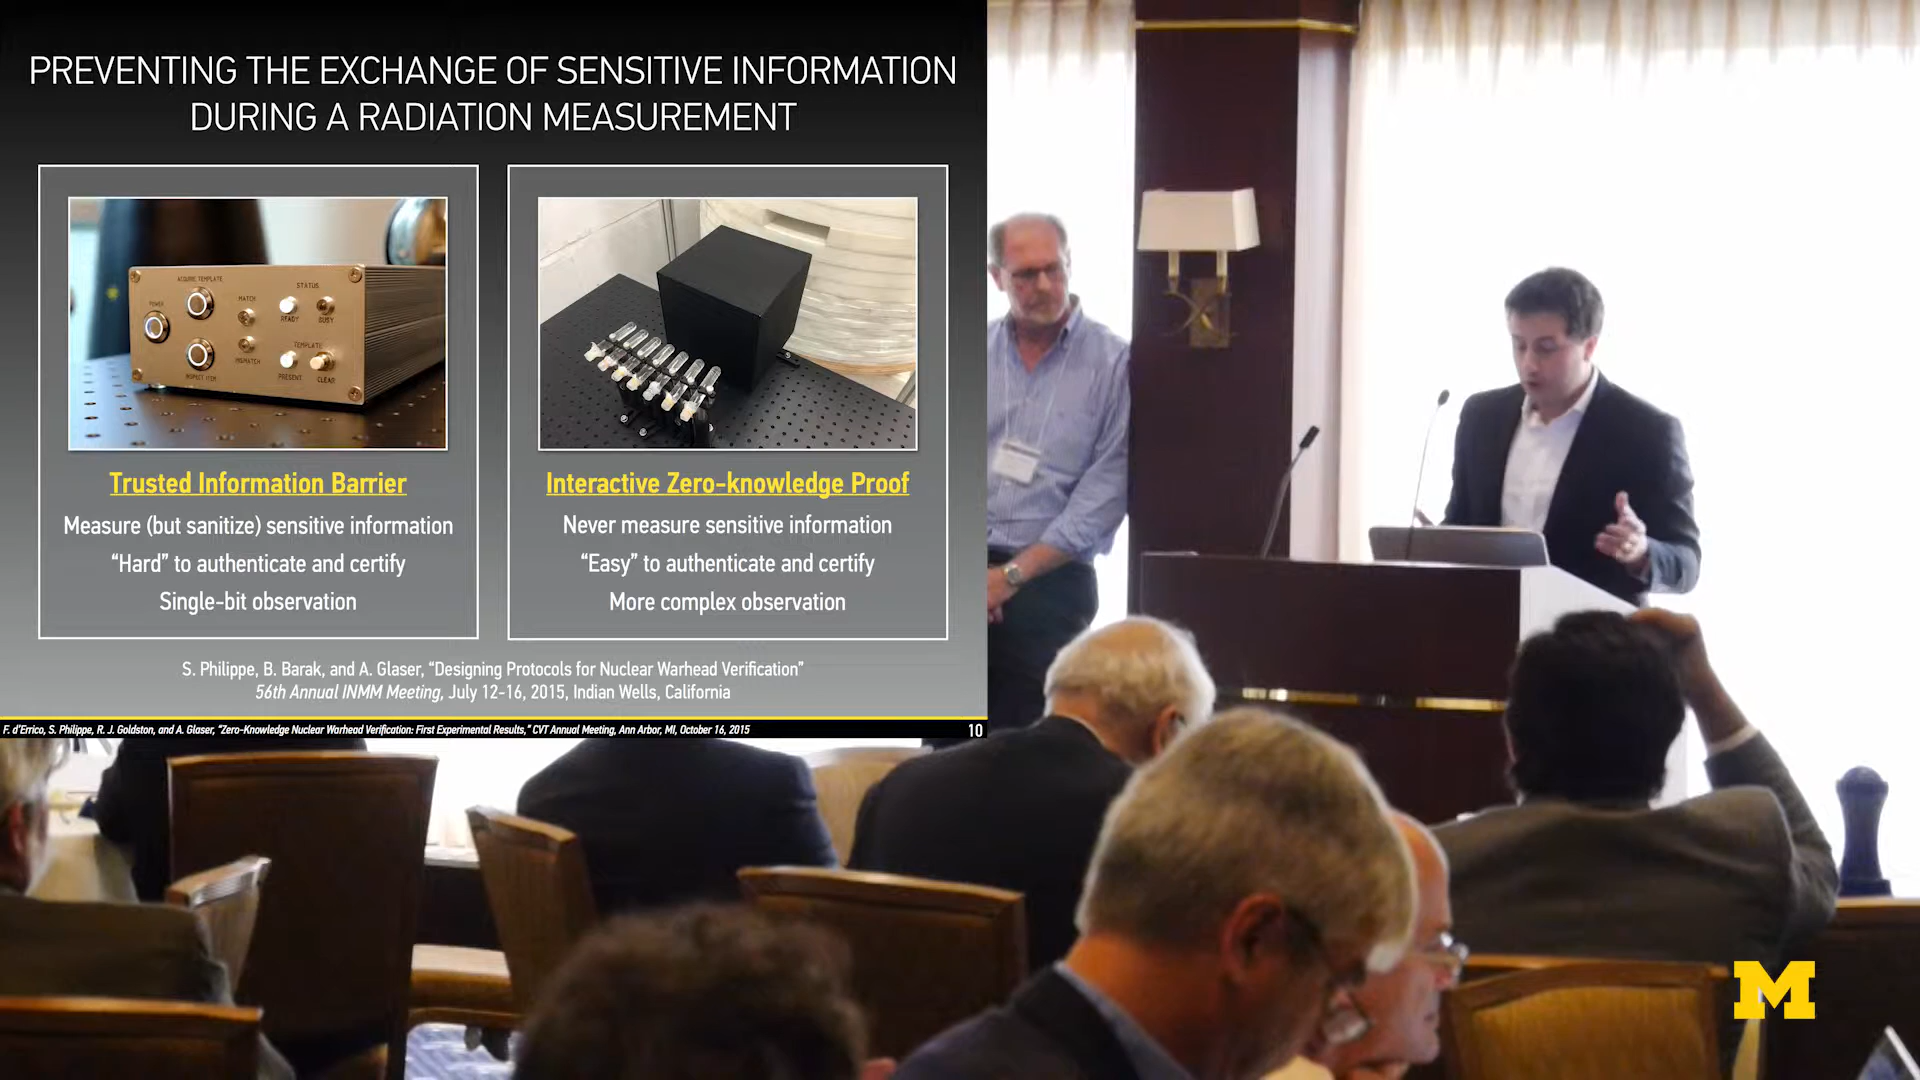 PREVENTING THE EXCHANGE OF SENSITIVE INFORMATION
DURING A RADIATION MEASUREMENT
ACQUIRE TEMPLATE
STATUS
POWER
MATCH
READY
BUSY
MISMATCH
TEMPLATE
INSPECT ITEM
PRESENT
CLEAR
Trusted Information Barrier
Measure (but sanitize) sensitive information
“Hard” to authenticate and certify
Single-bit observation
Interactive Zero-knowledge Proof
Never measure sensitive information
“Easy” to authenticate and certify
More complex observation
S. Philippe, B. Barak, and A. Glaser, “Designing Protocols for Nuclear Warhead Verification”
56th Annual INMM Meeting, July 12-16, 2015, Indian Wells, California
F. d’Errico, S. Philippe, R. J. Goldston, and A. Glaser, “Zero-Knowledge Nuclear Warhead Verification: First Experimental Results,” CVT Annual Meeting, Ann Arbor, MI, October 16, 2015
10
M